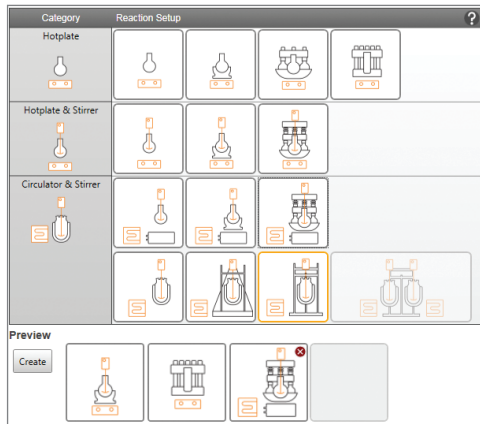 Category Reaction Setup ?
Hotplate
Hotplate & Stirrer
Circulator & Stirrer
Preview
Create